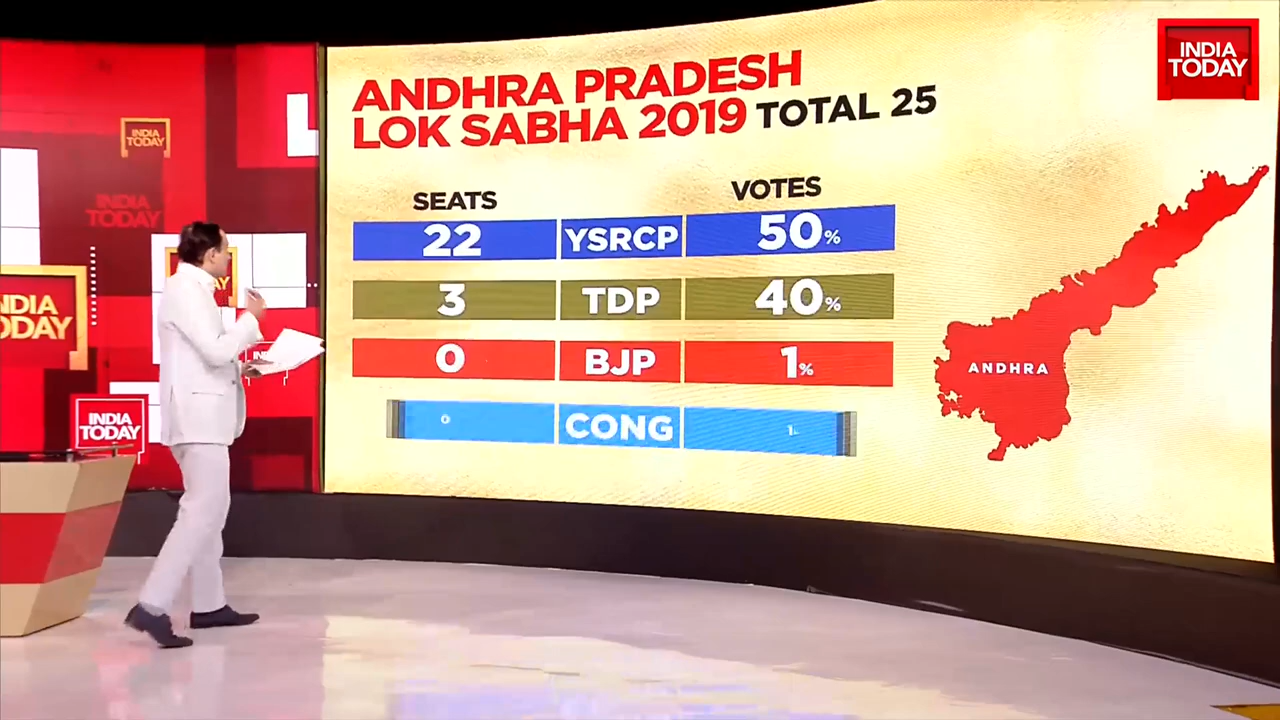 INDIA
TODAY
ANDHRA PRADESH
LOK SABHA 2019 TOTAL 25
SEATS VOTES
22 YSRCP 50%
3 TDP 40%
0 BJP 1%
0 CONG 1
ANDHRA
INDIA
TODAY
INDIA
TODAY
INDIA
TODAY
INDIA
TODAY